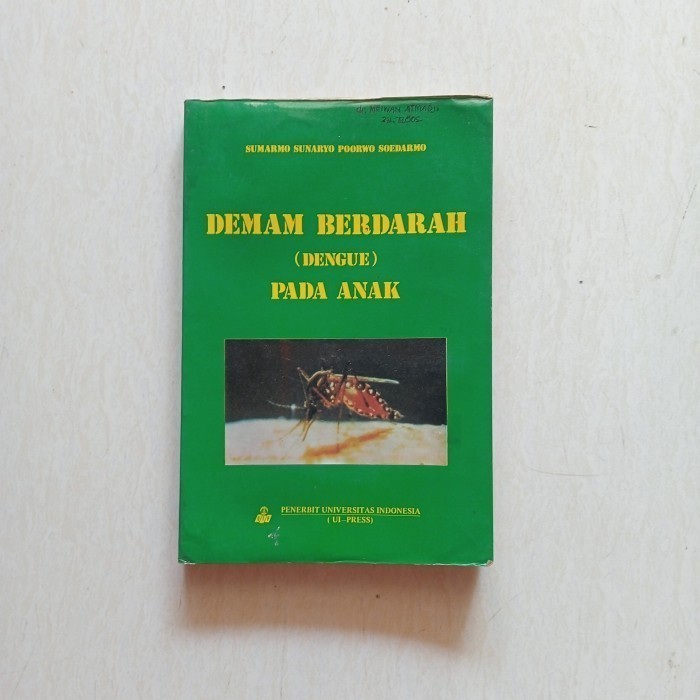 SUMARMO SUNARYO POORWO SOEDARMO
DEMAM BERDARAH
(DENGUE)
PADA ANAK
PENERBIT UNIVERSITAS INDONESIA
( UI–PRESS)